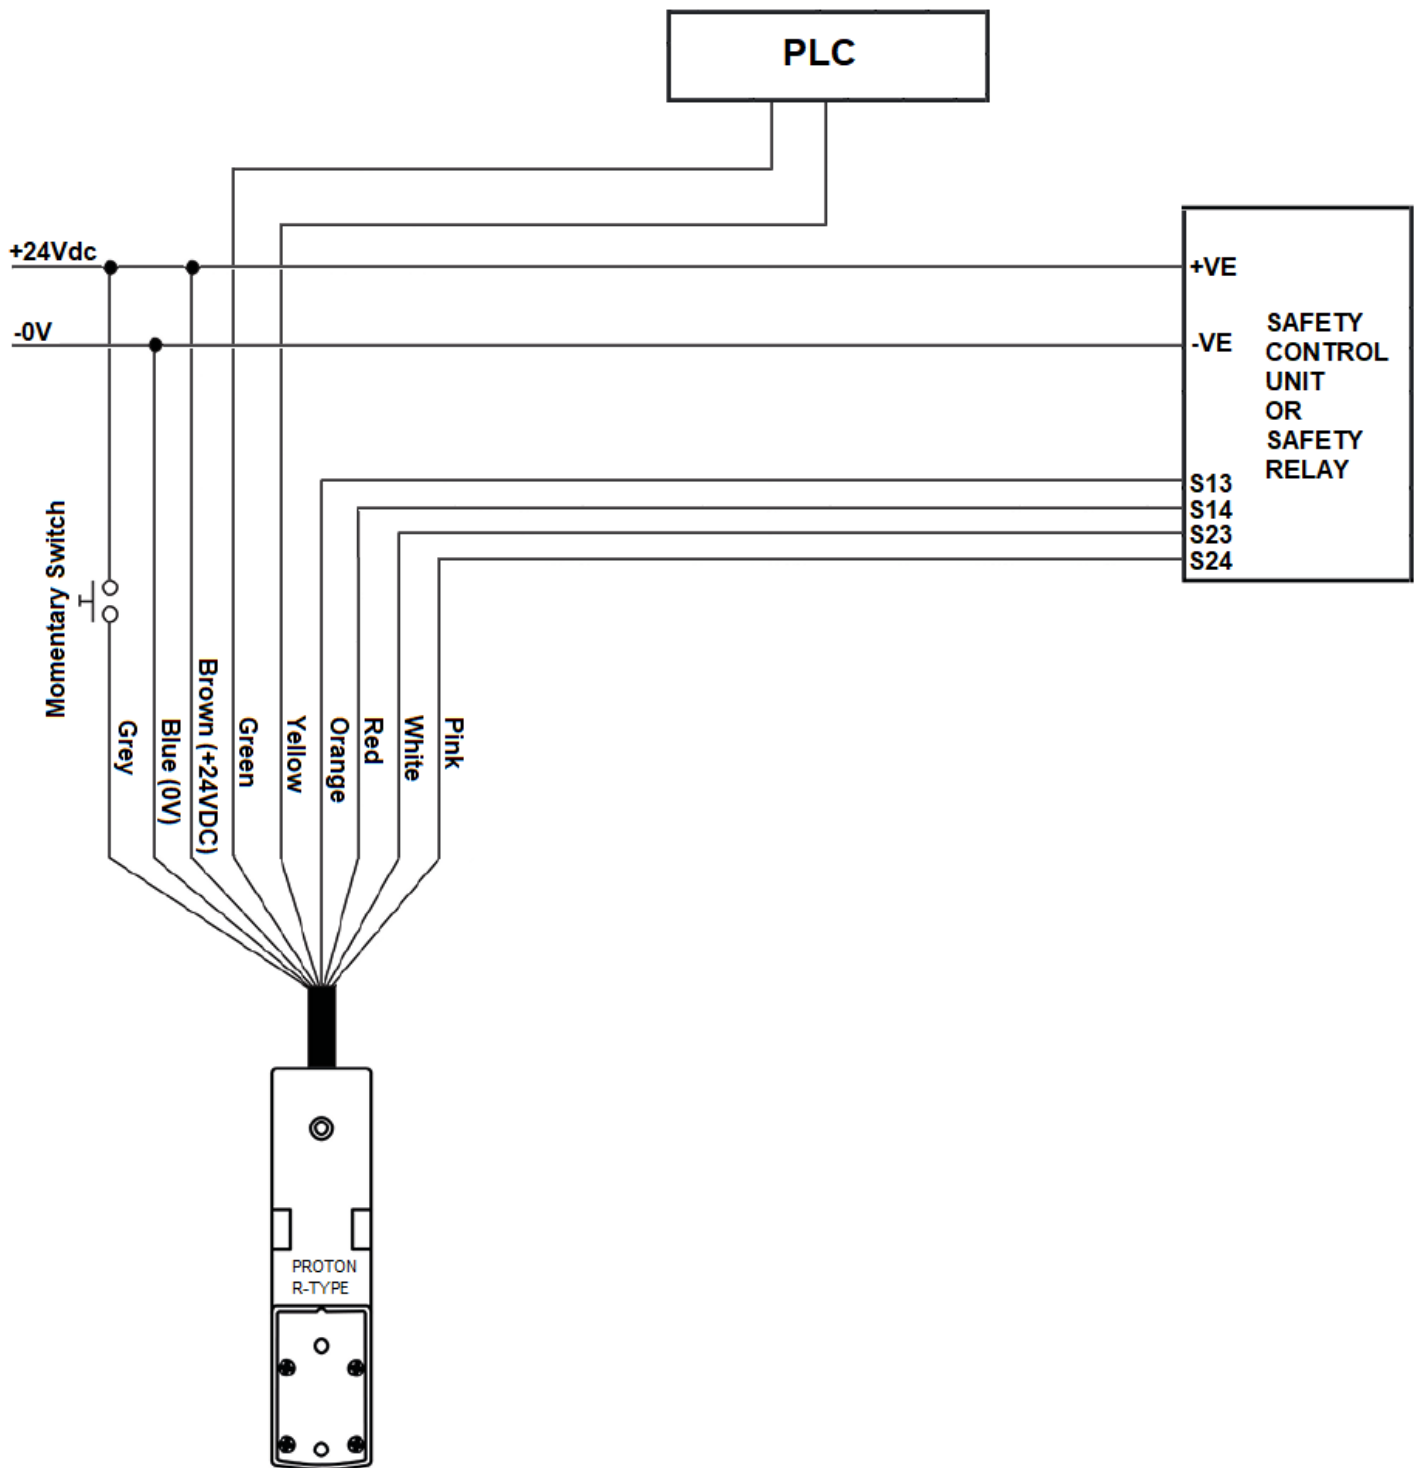 PLC
+24Vdc
-0V
+VE
-VE
SAFETY
CONTROL
UNIT
OR
SAFETY
RELAY
S13
S14
S23
S24
Momentary Switch
Grey
Blue (0V)
Brown (+24VDC)
Green
Yellow
Orange
Red
White
Pink
PROTON
R-TYPE